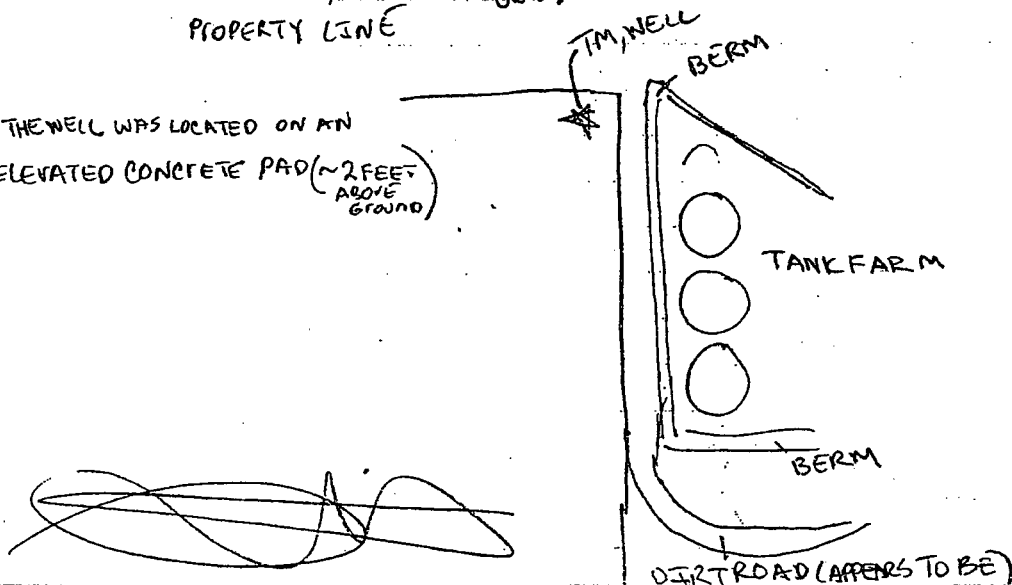 PROPERTY LINE
TM, WELL
BERM
THE WELL WAS LOCATED ON AN
ELEVATED CONCRETE PAD (~2 FEET
ABOVE
GROUND)
TANK FARM
BERM
DIRT ROAD (APPEARS TO BE)